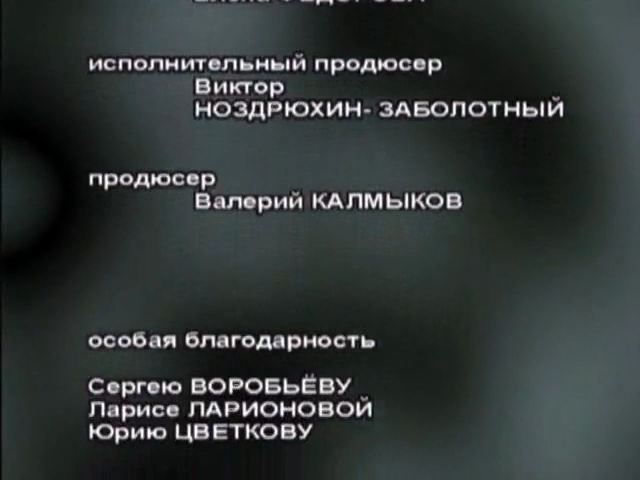 исполнительный продюсер
Виктор
НОЗДРЮХИН- ЗАБОЛОТНЫЙ
продюсер
Валерий КАЛМЫКОВ
особая благодарность
Сергею ВОРОБЬЁВУ
Ларисе ЛАРИОНОВОЙ
Юрию ЦВЕТКОВУ